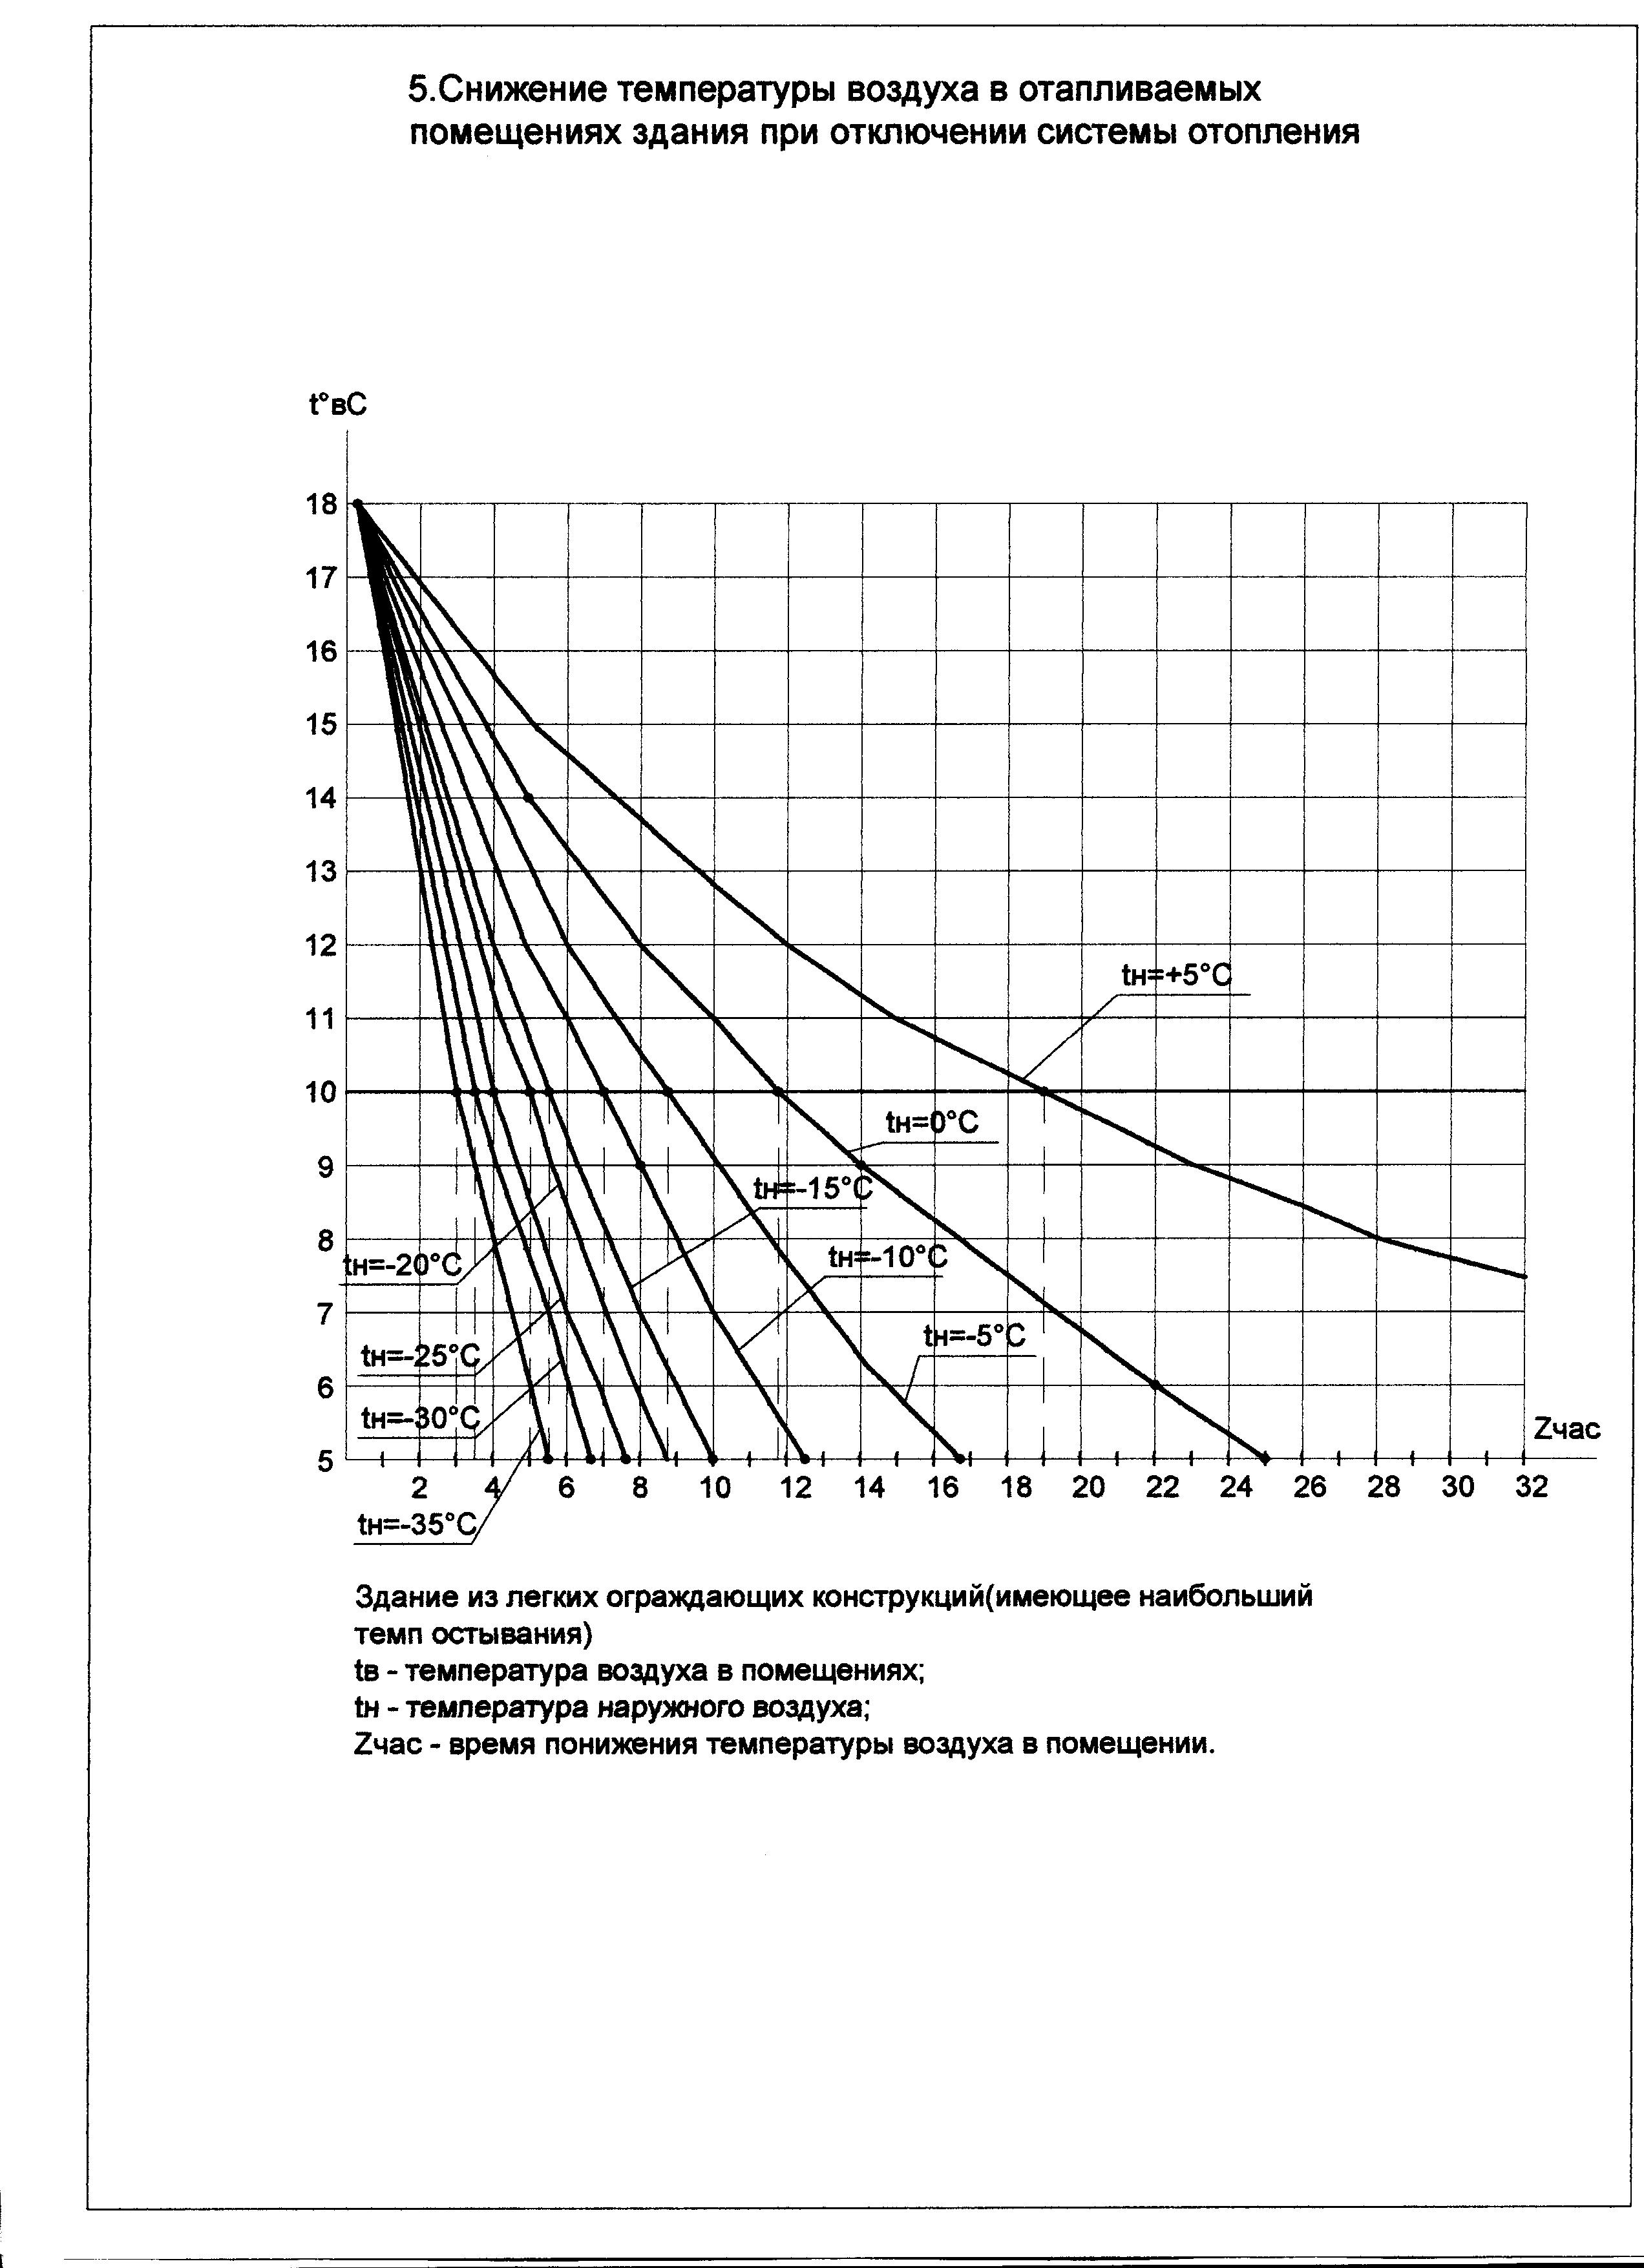 5.Снижение температуры воздуха в отапливаемых
помещениях здания при отключении системы отопления
t°вС
18
17
16
15
14
13
12
tн=+5°С
11
10
tн=0°С
9
tн=-15°С
8
tн=-10°С
tн=-20°С
7
tн=-5°С
tн=-25°С
6
tн=-30°С
Zчас
5
2 4 6 8 10 12 14 16 18 20 22 24 26 28 30 32
tн=-35°С
Здание из легких ограждающих конструкций(имеющее наибольший
темп остывания)
tв - температура воздуха в помещениях;
tн - температура наружного воздуха;
Zчас - время понижения температуры воздуха в помещении.